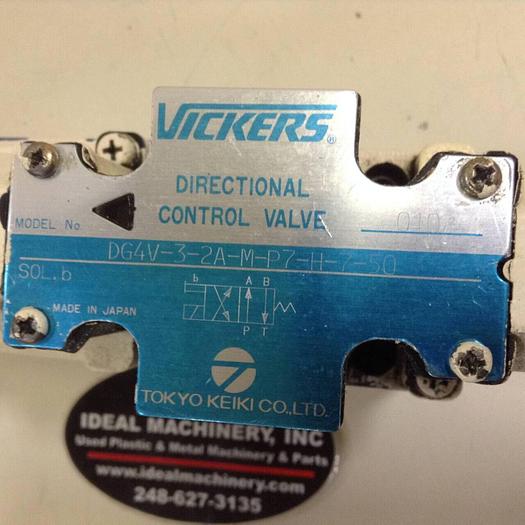 VICKERS®
DIRECTIONAL
CONTROL VALVE
MODEL No.
DG4V-3-2A-M-P7-H-7-50
SOL.b
b A B
P T
MADE IN JAPAN
TOKYO KEIKI CO.,LTD.
IDEAL MACHINERY, INC
Used Plastic & Metal Machinery & Parts
www.idealmachinery.com
248-627-3135